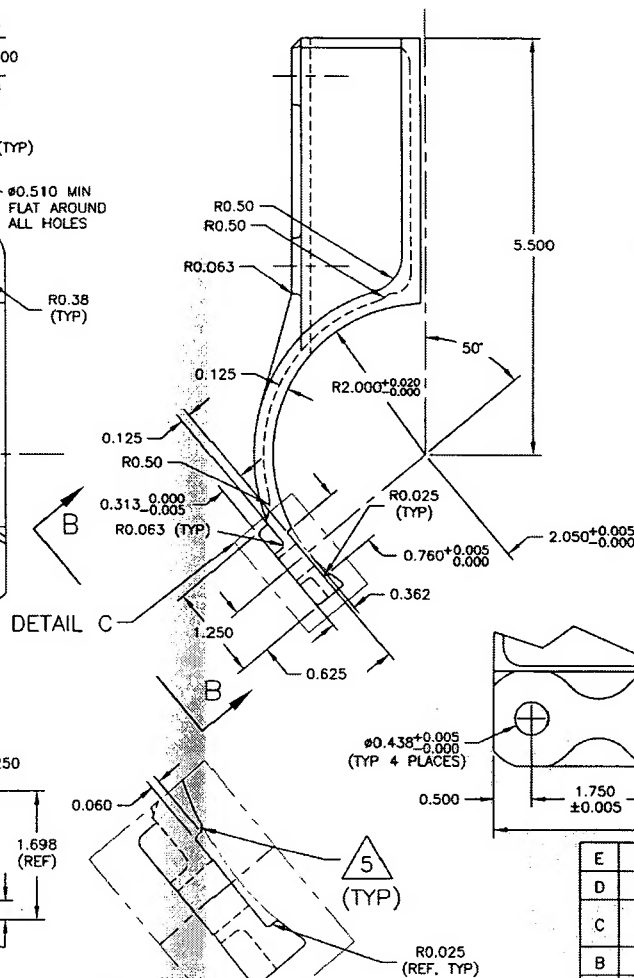 00
(TYP)
ø0.510 MIN
FLAT AROUND
ALL HOLES
R0.38
(TYP)
R0.50
R0.50
R0.063
5.500
50°
0.125
R2.000+0.020
-0.000
0.125
R0.50
0.313 0.000
-0.005
R0.063 (TYP)
R0.025
(TYP)
0.760+0.005
0.000
2.050+0.005
-0.000
B
DETAIL C
0.362
1.250
0.625
B
ø0.438+0.005
-0.000
(TYP 4 PLACES)
0.500
1.750
±0.005
250
0.060
1.698
(REF)
5
(TYP)
R0.025
(REF, TYP)
E
D
C
B